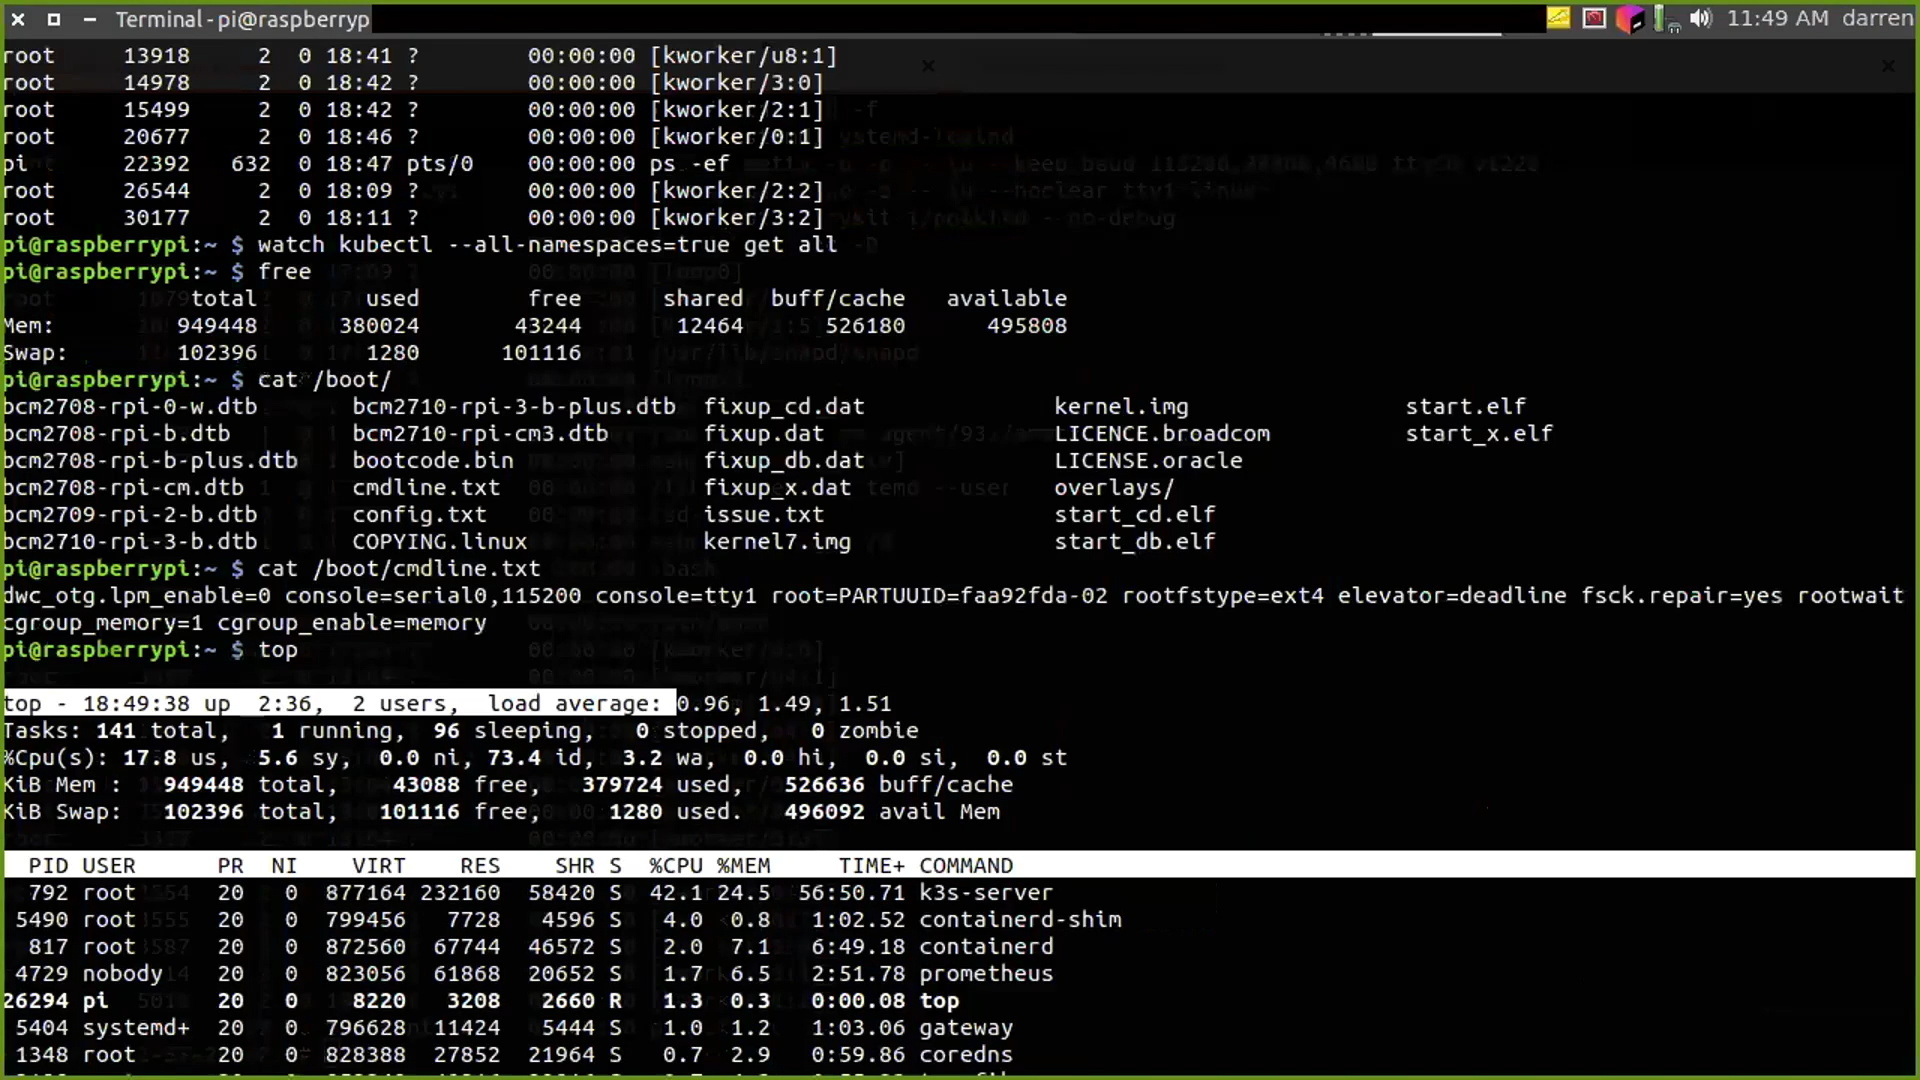 Terminal - pi@raspberryp 11:49 AM darren
root 13918 2 0 18:41 ? 00:00:00 [kworker/u8:1]
root 14978 2 0 18:42 ? 00:00:00 [kworker/3:0]
root 15499 2 0 18:42 ? 00:00:00 [kworker/2:1]
root 20677 2 0 18:46 ? 00:00:00 [kworker/0:1]
pi 22392 632 0 18:47 pts/0 00:00:00 ps -ef
root 26544 2 0 18:09 ? 00:00:00 [kworker/2:2]
root 30177 2 0 18:11 ? 00:00:00 [kworker/3:2]
pi@raspberrypi:~ $ watch kubectl --all-namespaces=true get all
pi@raspberrypi:~ $ free
total used free shared buff/cache available
Mem: 949448 380024 43244 12464 526180 495808
Swap: 102396 1280 101116
pi@raspberrypi:~ $ cat /boot/
bcm2708-rpi-0-w.dtb bcm2710-rpi-3-b-plus.dtb fixup_cd.dat kernel.img start.elf
bcm2708-rpi-b.dtb bcm2710-rpi-cm3.dtb fixup.dat LICENCE.broadcom start_x.elf
bcm2708-rpi-b-plus.dtb bootcode.bin fixup_db.dat LICENSE.oracle
bcm2708-rpi-cm.dtb cmdline.txt fixup_x.dat overlays/
bcm2709-rpi-2-b.dtb config.txt issue.txt start_cd.elf
bcm2710-rpi-3-b.dtb COPYING.linux kernel7.img start_db.elf
pi@raspberrypi:~ $ cat /boot/cmdline.txt
dwc_otg.lpm_enable=0 console=serial0,115200 console=tty1 root=PARTUUID=faa92fda-02 rootfstype=ext4 elevator=deadline fsck.repair=yes rootwait
cgroup_memory=1 cgroup_enable=memory
pi@raspberrypi:~ $ top
top - 18:49:38 up 2:36, 2 users, load average: 0.96, 1.49, 1.51
Tasks: 141 total, 1 running, 96 sleeping, 0 stopped, 0 zombie
%Cpu(s): 17.8 us, 5.6 sy, 0.0 ni, 73.4 id, 3.2 wa, 0.0 hi, 0.0 si, 0.0 st
KiB Mem : 949448 total, 43088 free, 379724 used, 526636 buff/cache
KiB Swap: 102396 total, 101116 free, 1280 used. 496092 avail Mem
PID USER PR NI VIRT RES SHR S %CPU %MEM TIME+ COMMAND
792 root 20 0 877164 232160 58420 S 42.1 24.5 56:50.71 k3s-server
5490 root 20 0 799456 7728 4596 S 4.0 0.8 1:02.52 containerd-shim
817 root 20 0 872560 67744 46572 S 2.0 7.1 6:49.18 containerd
4729 nobody 20 0 823056 61868 20652 S 1.7 6.5 2:51.78 prometheus
26294 pi 20 0 8220 3208 2660 R 1.3 0.3 0:00.08 top
5404 systemd+ 20 0 796628 11424 5444 S 1.0 1.2 1:03.06 gateway
1348 root 20 0 828388 27852 21964 S 0.7 2.9 0:59.86 coredns